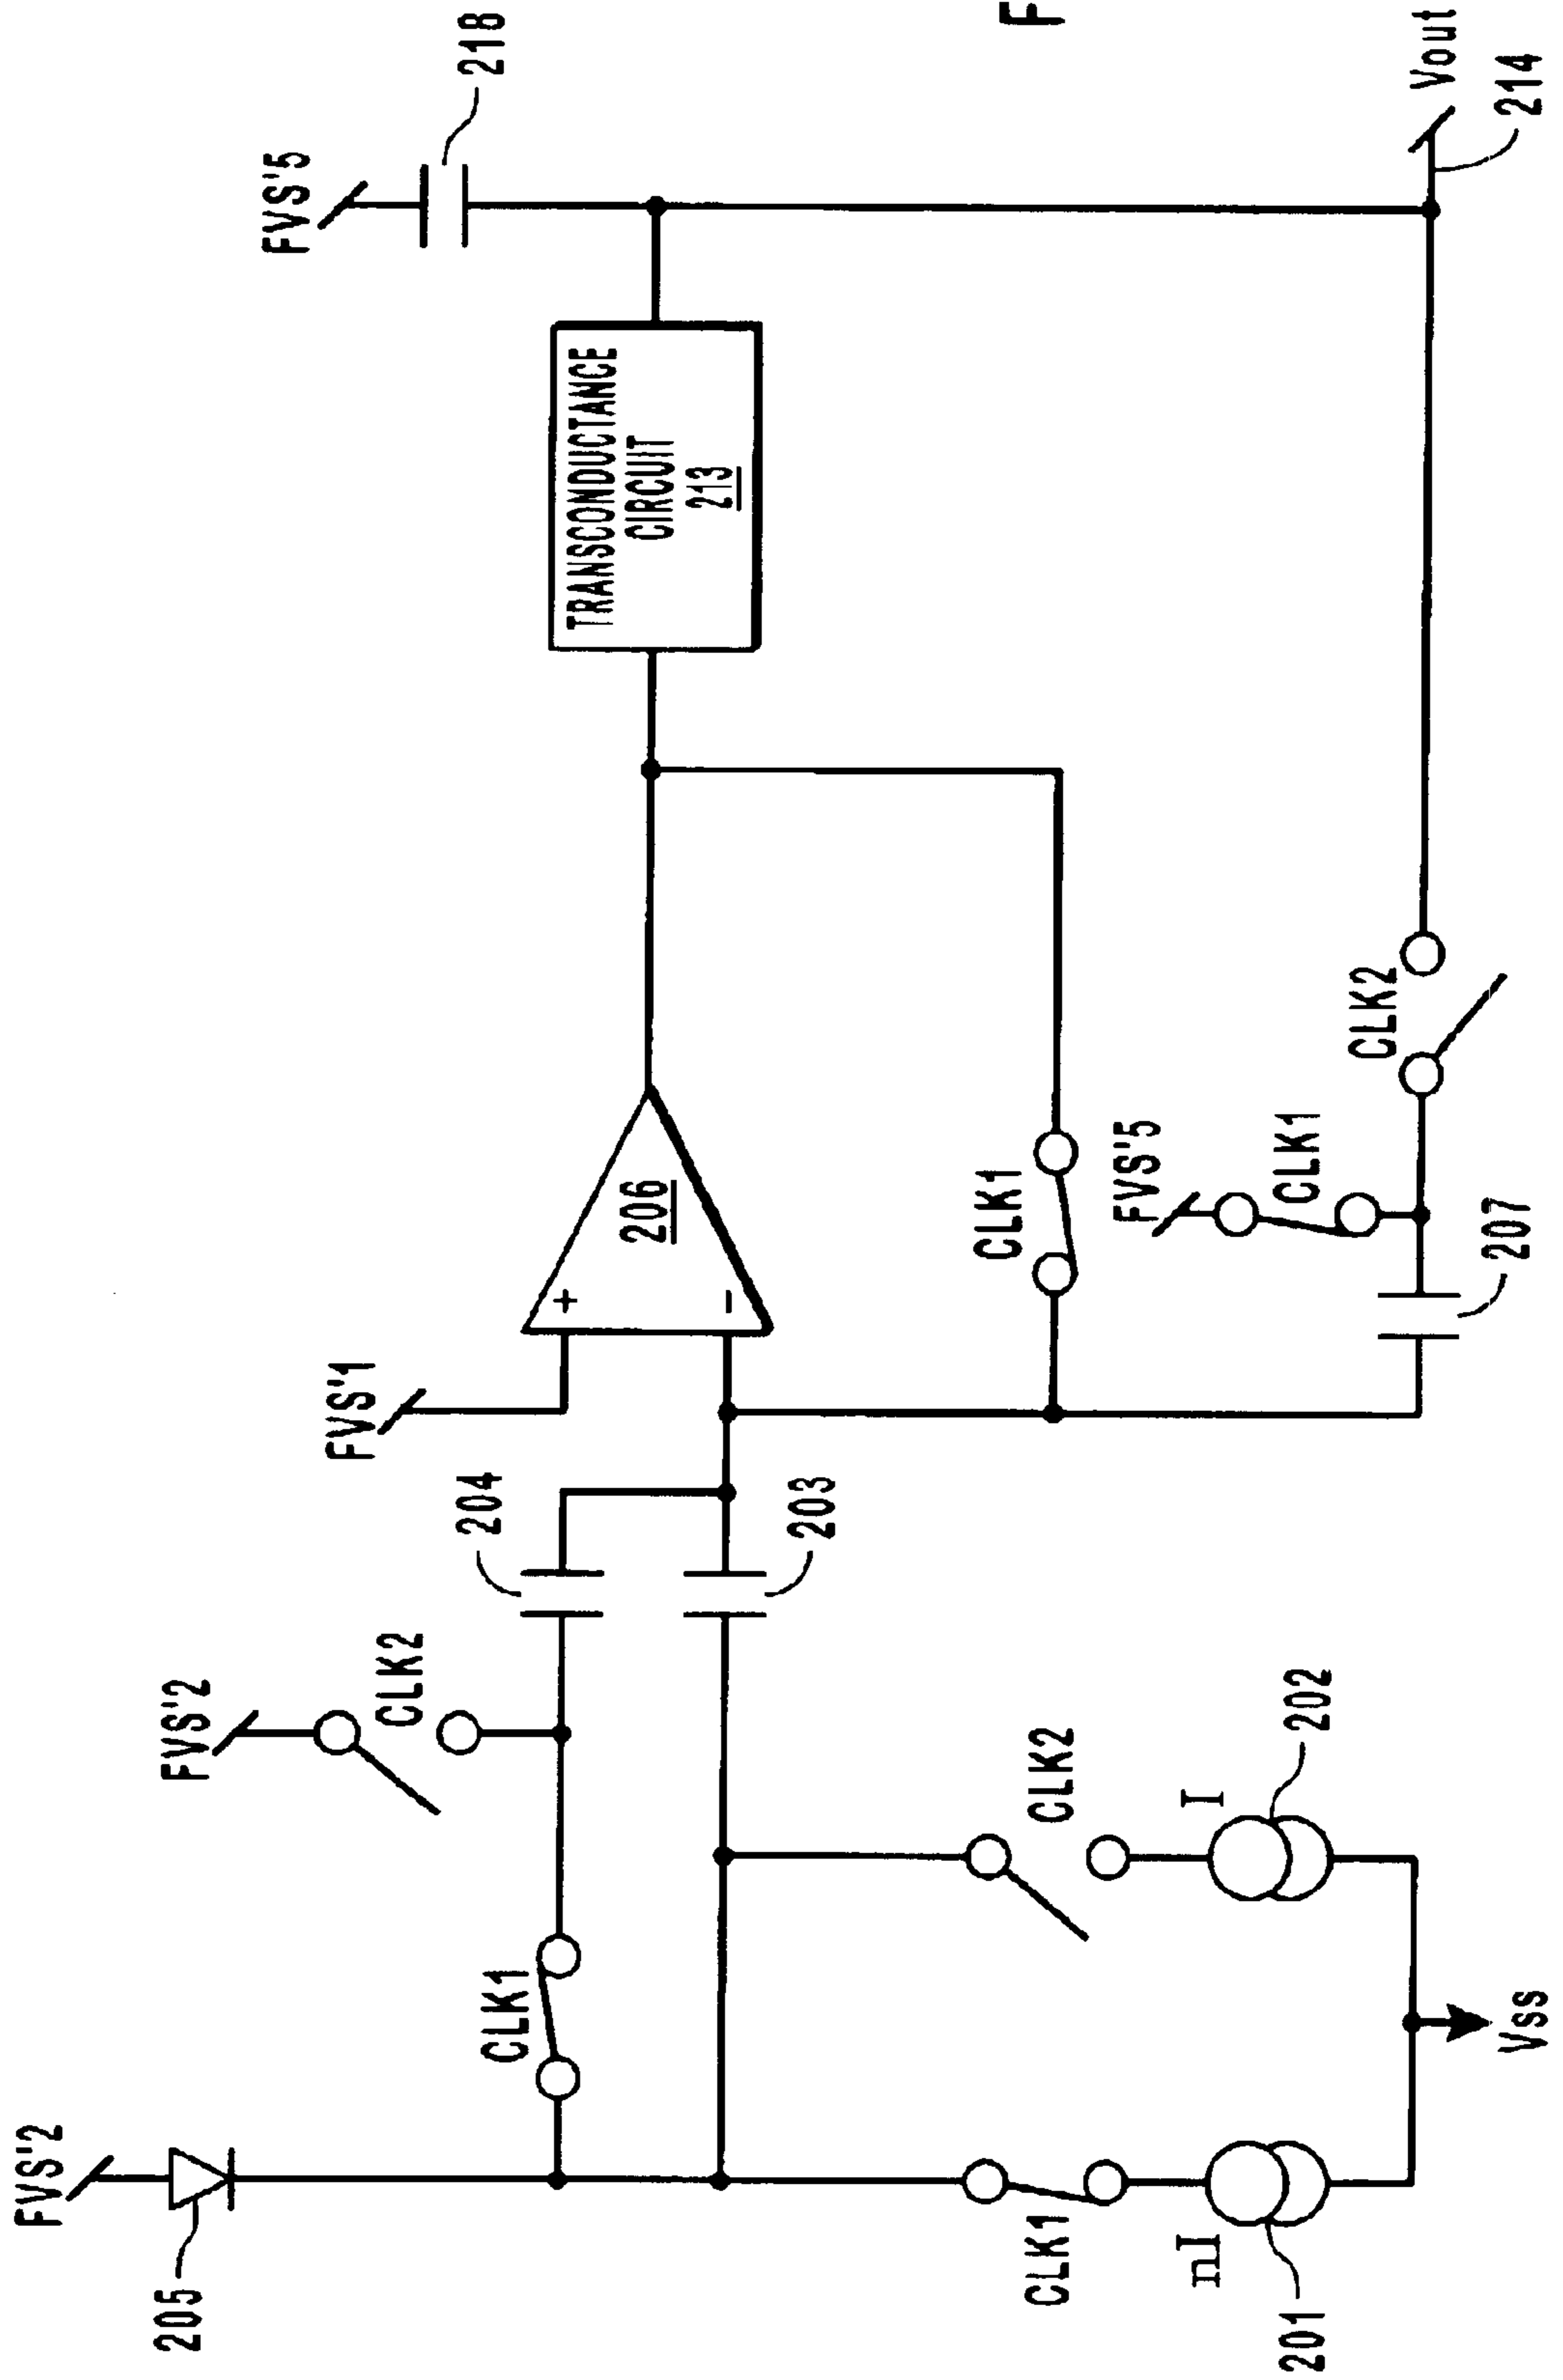 FVS'2
205
CLK1
nI
201
CLK1
FVS'2
CLK2
204
203
CLK2
I
202
Vss
FVS'1
+
-
206
CLK1
FVS'5
CLK1
207
CLK2
TRANSCONDUCTANCE
CIRCUIT
213
FVS'5
218
Vout
214
F